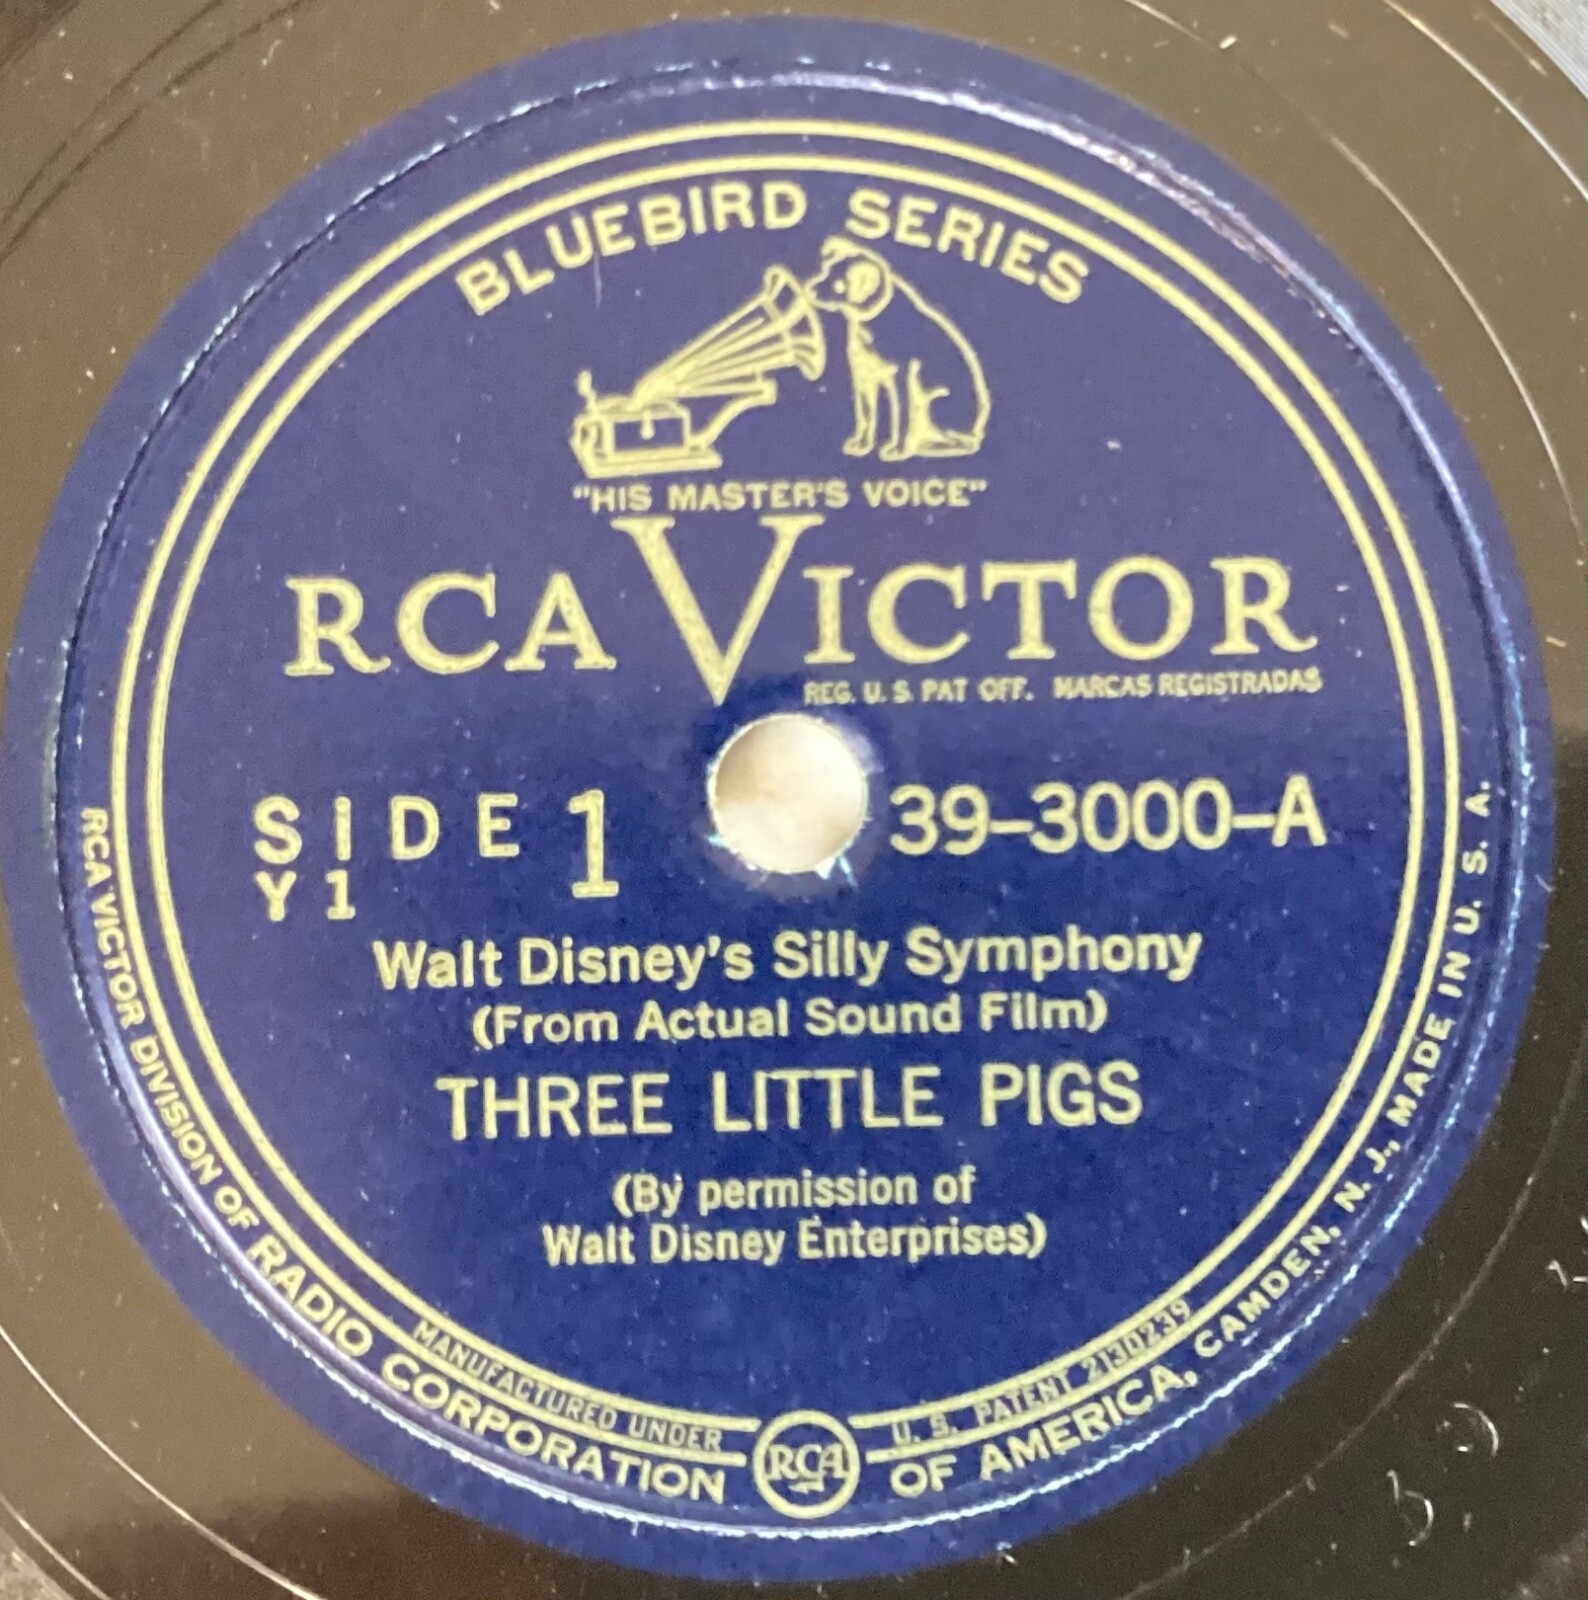 BLUEBIRD SERIES
"HIS MASTER'S VOICE"
RCA VICTOR
REG. U. S. PAT OFF. MARCAS REGISTRADAS
SIDE 1
39-3000-A
Y 1
Walt Disney's Silly Symphony
(From Actual Sound Film)
THREE LITTLE PIGS
(By permission of
Walt Disney Enterprises)
MANUFACTURED UNDER U. S. PATENT 2130239
RCA
RCA VICTOR DIVISION OF RADIO CORPORATION OF AMERICA, CAMDEN, N. J., MADE IN U. S. A.